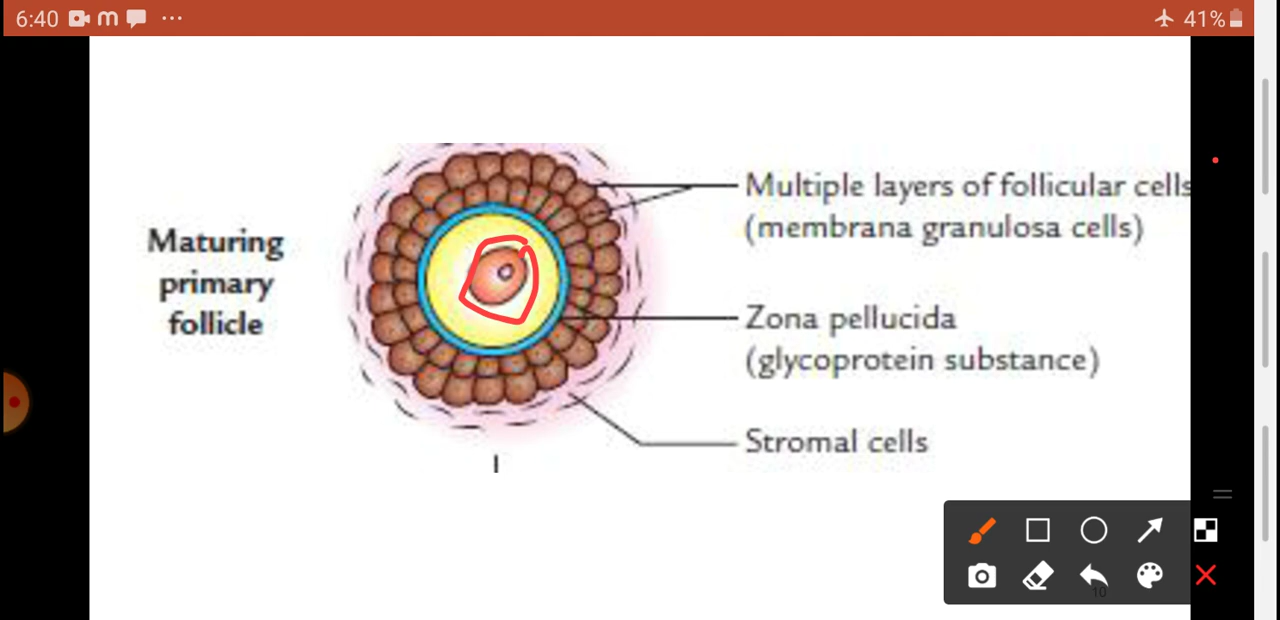 6:40 m ... 41%
Multiple layers of follicular cells
(membrana granulosa cells)
Maturing
primary
follicle
Zona pellucida
(glycoprotein substance)
Stromal cells
10